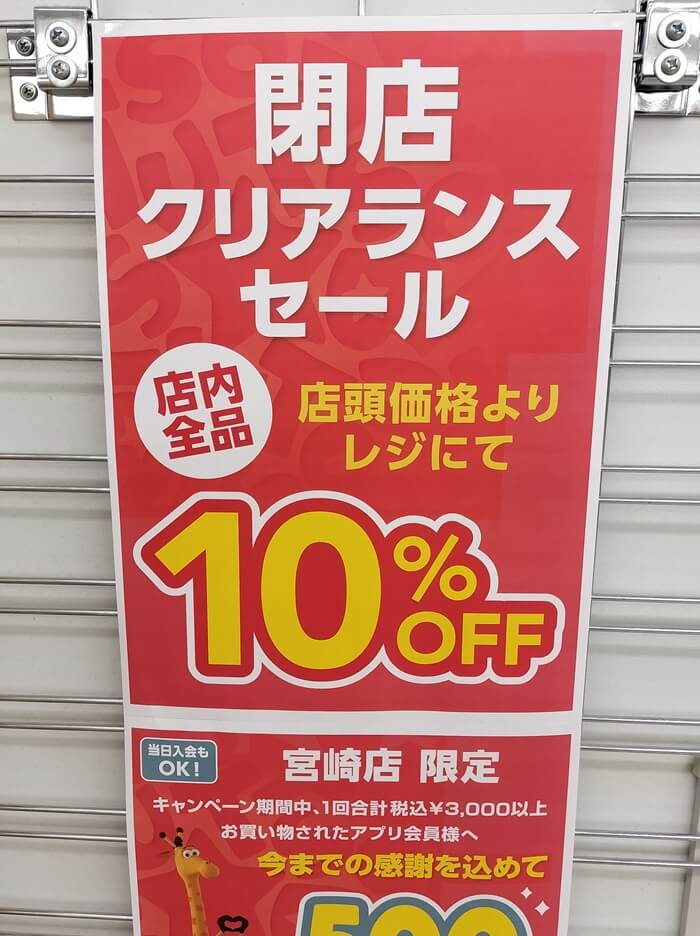 閉店
クリアランス
セール
店内
全品
店頭価格より
レジにて
10%
OFF
当日入会も
OK!
宮崎店 限定
キャンペーン期間中、1回合計税込¥3,000以上
お買い物されたアプリ会員様へ
今までの感謝を込めて
500